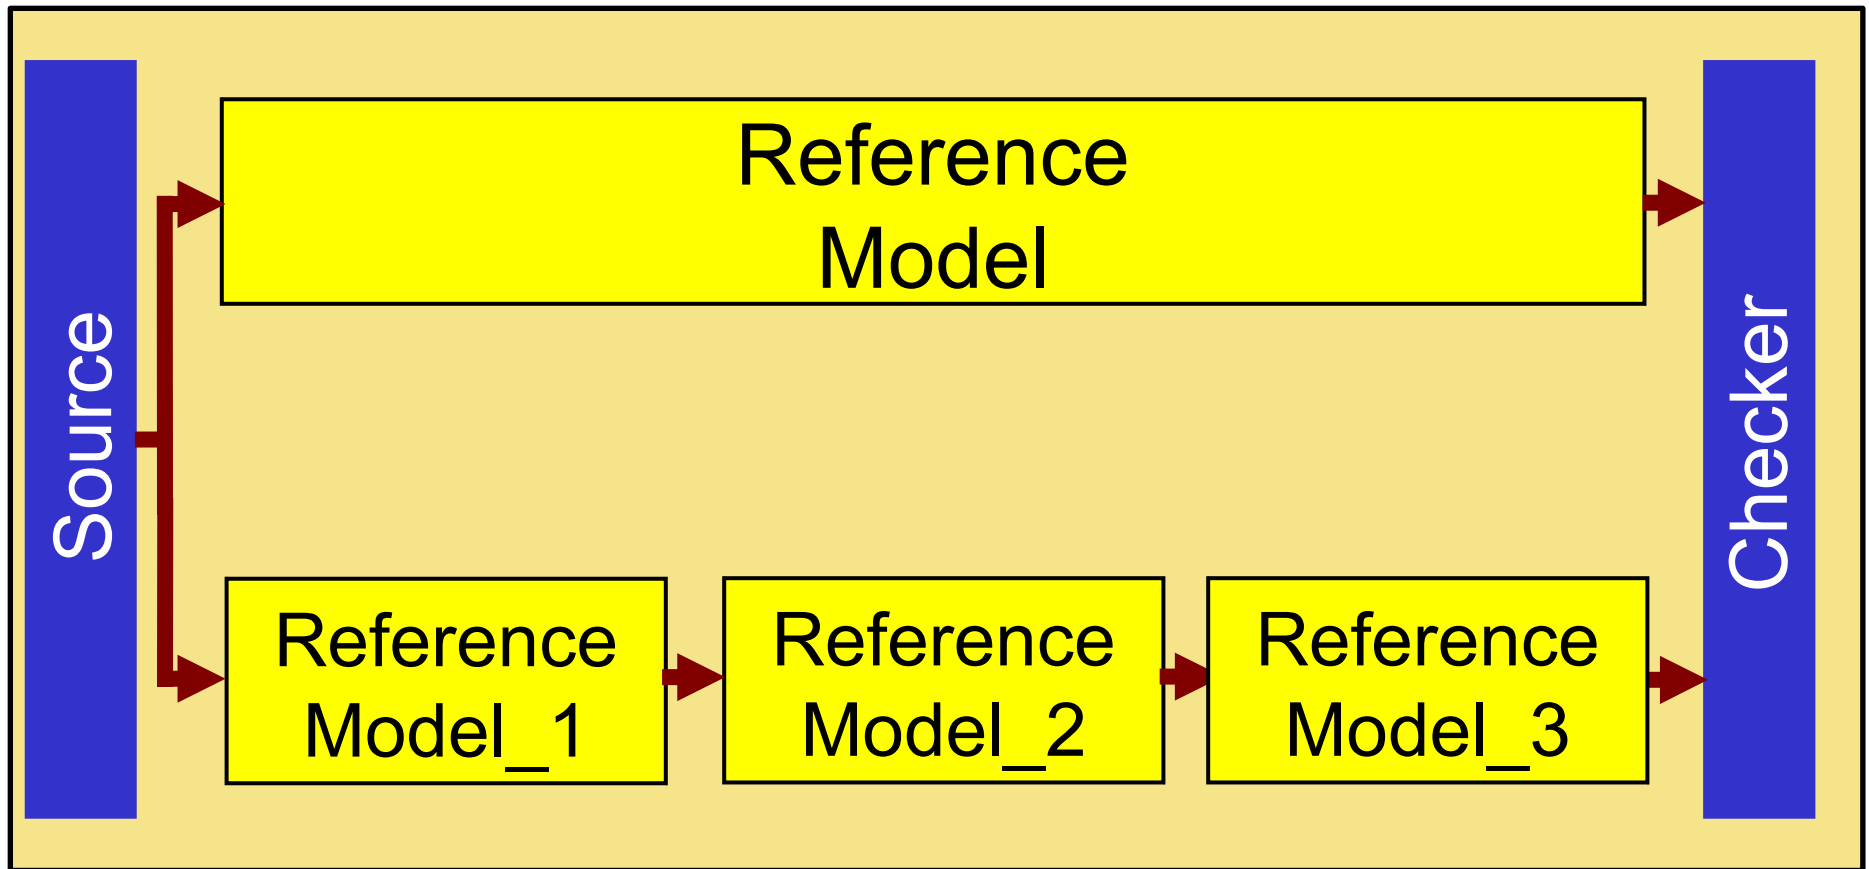 Source
Reference
Model
Reference
Model_1
Reference
Model_2
Reference
Model_3
Checker